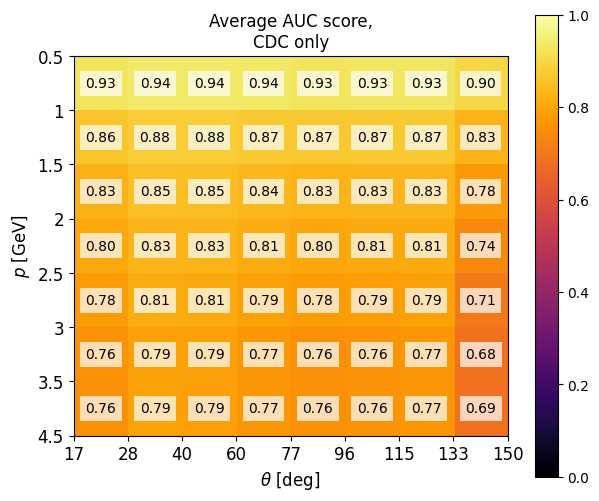 Average AUC score,
CDC only
0.5
1
1.5
2
2.5
3
3.5
4.5
p [GeV]
0.93 0.94 0.94 0.94 0.93 0.93 0.93 0.90
0.86 0.88 0.88 0.87 0.87 0.87 0.87 0.83
0.83 0.85 0.85 0.84 0.83 0.83 0.83 0.78
0.80 0.83 0.83 0.81 0.80 0.81 0.81 0.74
0.78 0.81 0.81 0.79 0.78 0.79 0.79 0.71
0.76 0.79 0.79 0.77 0.76 0.76 0.77 0.68
0.76 0.79 0.79 0.77 0.76 0.76 0.77 0.69
17 28 40 60 77 96 115 133 150
θ [deg]
1.0
0.8
0.6
0.4
0.2
0.0